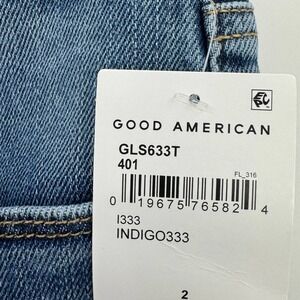 GOOD AMERICAN
GLS633T
401
FL_316
0 19675 76582 4
I333
INDIGO333
2